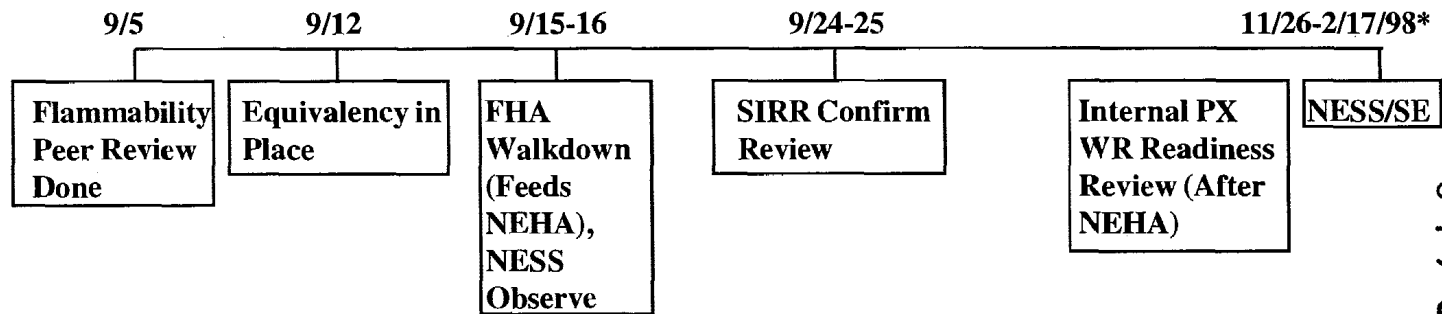 9/5
9/12
9/15-16
9/24-25
11/26-2/17/98*
Flammability
Peer Review
Done
Equivalency in
Place
FHA
Walkdown
(Feeds
NEHA),
NESS
Observe
SIRR Confirm
Review
Internal PX
WR Readiness
Review (After
NEHA)
NESS/SE